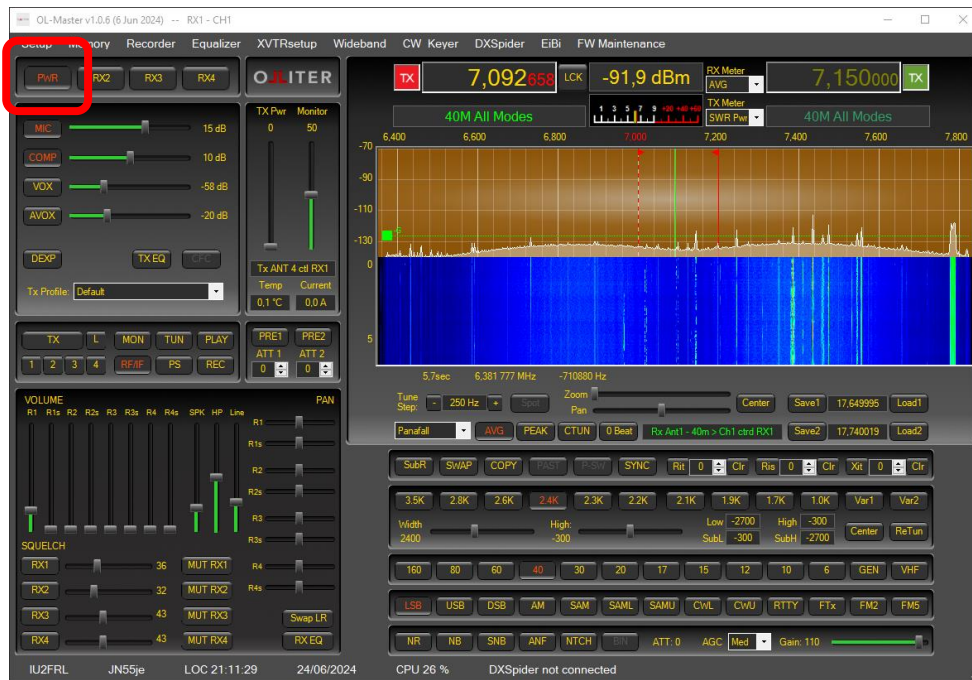 OL-Master v1.0.6 (6 Jun 2024) -- RX1 - CH1
Setup Memory Recorder Equalizer XVTRsetup Wideband CW Keyer DXSpider EiBi FW Maintenance
PWR RX2 RX3 RX4
OLLITER
TX 7,092658 LCK -91,9 dBm RX Meter AVG 7,150000 TX
40M All Modes 1 3 5 7 9 +20 +40 +60 TX Meter SWR Pwr 40M All Modes
MIC 15 dB
COMP 10 dB
VOX -58 dB
AVOX -20 dB
DEXP TX EQ CFC
Tx Profile: Default
TX Pwr Monitor
0 50
Tx ANT 4 ctl RX1
Temp Current
0,1 °C 0,0 A
6,400 6,600 6,800 7,000 7,200 7,400 7,600 7,800
-70
-90
-110
-130
-G
0
5
5,7sec 6,381 777 MHz -710880 Hz
TX L MON TUN PLAY
1 2 3 4 RF/IF PS REC
PRE1 PRE2
ATT 1 ATT 2
0 0
Tune Step: - 250 Hz + Spot Zoom Pan Center Save1 17,649995 Load1
Panafall AVG PEAK CTUN 0 Beat Rx Ant1 - 40m > Ch1 ctrd RX1 Save2 17,740019 Load2
VOLUME PAN
R1 R1s R2 R2s R3 R3s R4 R4s SPK HP Line
R1
R1s
R2
R2s
R3
R3s
R4
R4s
SQUELCH
RX1 36 MUT RX1
RX2 32 MUT RX2
RX3 43 MUT RX3
RX4 43 MUT RX4
Swap LR
RX EQ
SubR SWAP COPY PAST P-SW SYNC Rit 0 Clr Ris 0 Clr Xit 0 Clr
3.5K 2.8K 2.6K 2.4K 2.3K 2.2K 2.1K 1.9K 1.7K 1.0K Var1 Var2
Width 2400 High: -300 Low -2700 High -300 Center ReTun
SubL -300 SubH -2700
160 80 60 40 30 20 17 15 12 10 6 GEN VHF
LSB USB DSB AM SAM SAML SAMU CWL CWU RTTY FTx FM2 FM5
NR NB SNB ANF NTCH BIN ATT: 0 AGC Med Gain: 110
IU2FRL JN55je LOC 21:11:29 24/06/2024 CPU 26 % DXSpider not connected